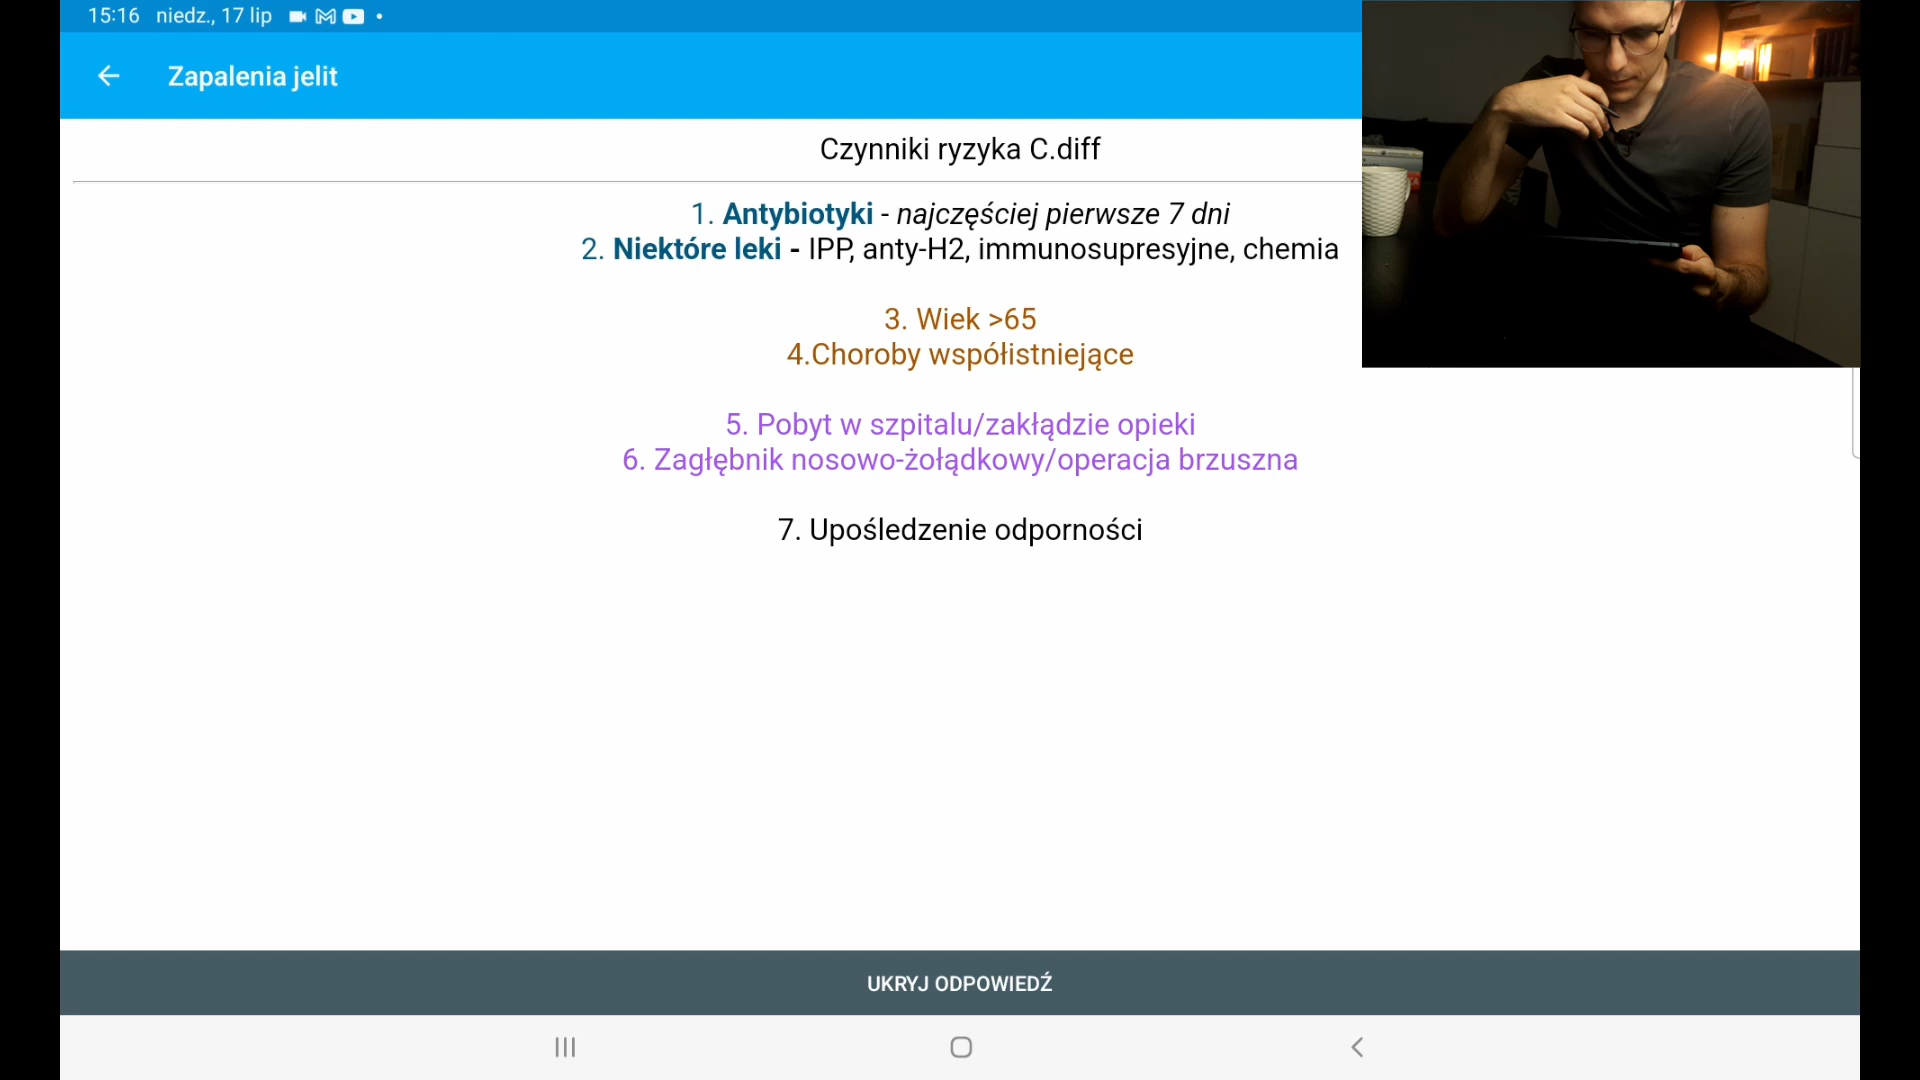 15:16 niedz., 17 lip
Zapalenia jelit
Czynniki ryzyka C.diff
1. Antybiotyki - najczęściej pierwsze 7 dni
2. Niektóre leki - IPP, anty-H2, immunosupresyjne, chemia
3. Wiek >65
4.Choroby współistniejące
5. Pobyt w szpitalu/zakłądzie opieki
6. Zagłębnik nosowo-żołądkowy/operacja brzuszna
7. Upośledzenie odporności
UKRYJ ODPOWIEDŹ